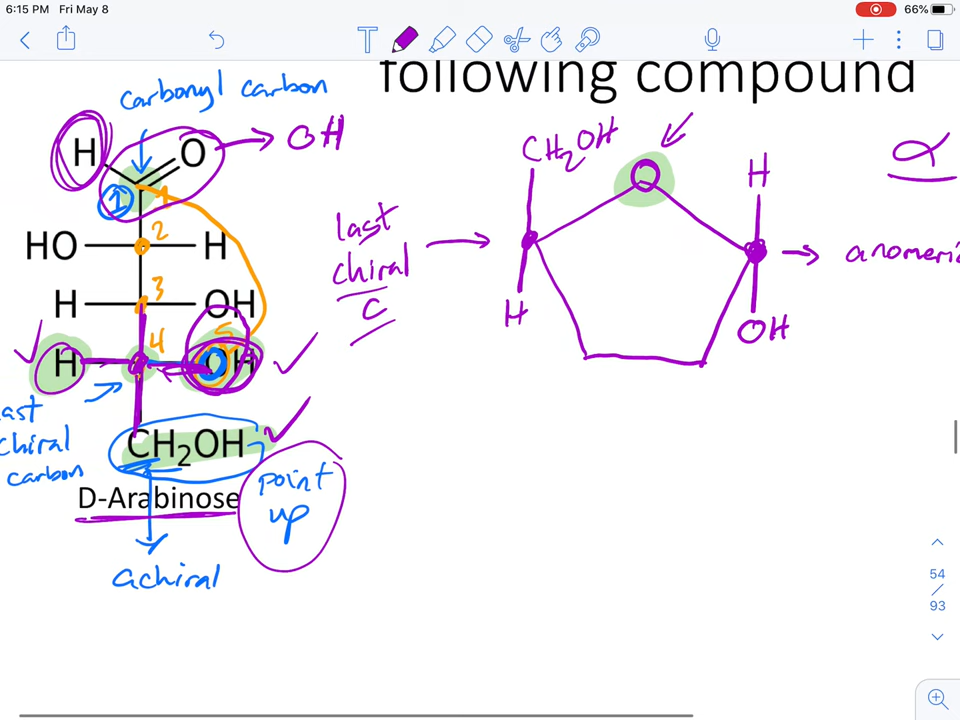 6:15 PM Fri May 8
66%
T
following compound
carbonyl carbon
H
O
OH
1
HO
2
H
H
3
OH
H
4
5
OH
CH₂OH
D-Arabinose
last
chiral
carbon
achiral
point
up
last
chiral
C
CH₂OH
O
H
H
OH
anomeric
α
54
/
93